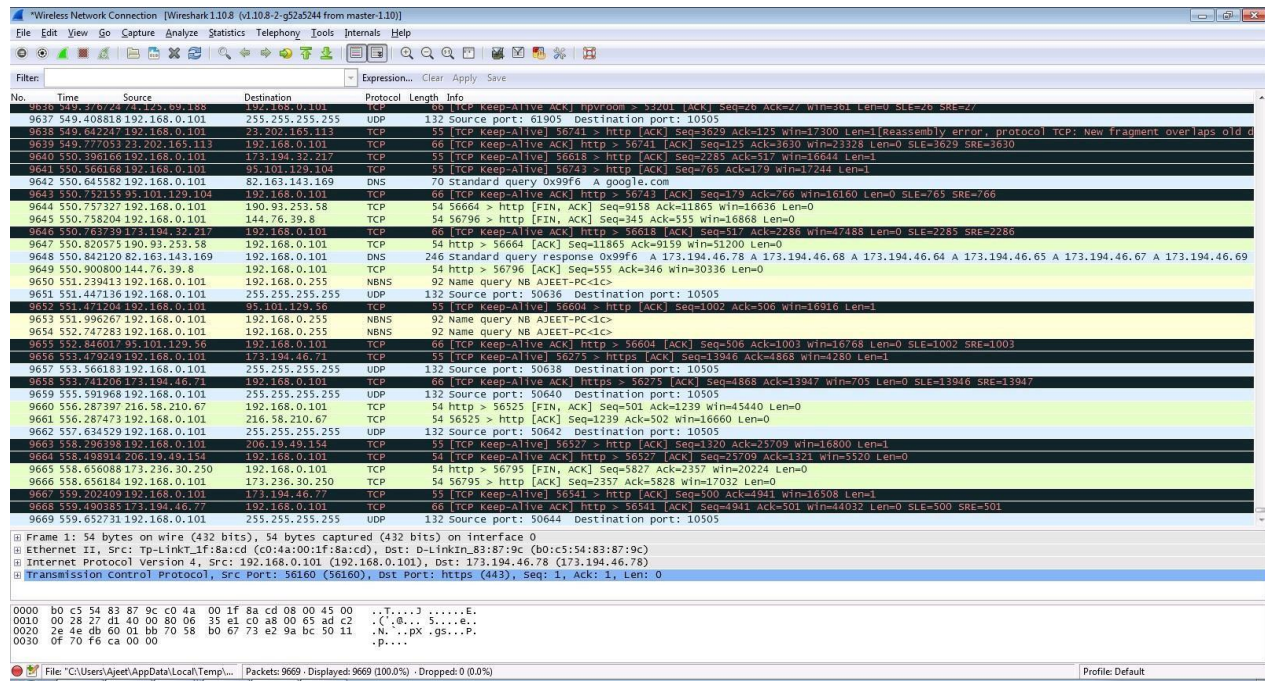 *Wireless Network Connection [Wireshark 1.10.8 (v1.10.8-2-g52a5244 from master-1.10)]
File Edit View Go Capture Analyze Statistics Telephony Tools Internals Help
Filter: Expression... Clear Apply Save
No. Time Source Destination Protocol Length Info
9636 549.376724 74.125.69.188 192.168.0.101 TCP 66 [TCP Keep-Alive ACK] hpvroom > 53201 [ACK] Seq=26 Ack=27 Win=361 Len=0 SLE=26 SRE=27
9637 549.408818 192.168.0.101 255.255.255.255 UDP 132 Source port: 61905 Destination port: 10505
9638 549.642247 192.168.0.101 23.202.165.113 TCP 55 [TCP Keep-Alive] 56741 > http [ACK] Seq=3629 Ack=125 Win=17300 Len=1[Reassembly error, protocol TCP: New fragment overlaps old d
9639 549.777053 23.202.165.113 192.168.0.101 TCP 66 [TCP Keep-Alive ACK] http > 56741 [ACK] Seq=125 Ack=3630 Win=23328 Len=0 SLE=3629 SRE=3630
9640 550.396166 192.168.0.101 173.194.32.217 TCP 55 [TCP Keep-Alive] 56618 > http [ACK] Seq=2285 Ack=517 Win=16644 Len=1
9641 550.566168 192.168.0.101 95.101.129.104 TCP 55 [TCP Keep-Alive] 56743 > http [ACK] Seq=765 Ack=179 Win=17244 Len=1
9642 550.645582 192.168.0.101 82.163.143.169 DNS 70 Standard query 0x99f6 A google.com
9643 550.752155 95.101.129.104 192.168.0.101 TCP 66 [TCP Keep-Alive ACK] http > 56743 [ACK] Seq=179 Ack=766 Win=16160 Len=0 SLE=765 SRE=766
9644 550.757327 192.168.0.101 190.93.253.58 TCP 54 56664 > http [FIN, ACK] Seq=9158 Ack=11865 Win=16636 Len=0
9645 550.758204 192.168.0.101 144.76.39.8 TCP 54 56796 > http [FIN, ACK] Seq=345 Ack=555 Win=16868 Len=0
9646 550.763739 173.194.32.217 192.168.0.101 TCP 66 [TCP Keep-Alive ACK] http > 56618 [ACK] Seq=517 Ack=2286 Win=47488 Len=0 SLE=2285 SRE=2286
9647 550.820575 190.93.253.58 192.168.0.101 TCP 54 http > 56664 [ACK] Seq=11865 Ack=9159 Win=51200 Len=0
9648 550.842120 82.163.143.169 192.168.0.101 DNS 246 Standard query response 0x99f6 A 173.194.46.78 A 173.194.46.68 A 173.194.46.64 A 173.194.46.65 A 173.194.46.67 A 173.194.46.69
9649 550.900800 144.76.39.8 192.168.0.101 TCP 54 http > 56796 [ACK] Seq=555 Ack=346 Win=30336 Len=0
9650 551.239413 192.168.0.101 192.168.0.255 NBNS 92 Name query NB AJEET-PC<1c>
9651 551.447136 192.168.0.101 255.255.255.255 UDP 132 Source port: 50636 Destination port: 10505
9652 551.471204 192.168.0.101 95.101.129.56 TCP 55 [TCP Keep-Alive] 56604 > http [ACK] Seq=1002 Ack=506 Win=16916 Len=1
9653 551.996267 192.168.0.101 192.168.0.255 NBNS 92 Name query NB AJEET-PC<1c>
9654 552.747283 192.168.0.101 192.168.0.255 NBNS 92 Name query NB AJEET-PC<1c>
9655 552.846017 95.101.129.56 192.168.0.101 TCP 66 [TCP Keep-Alive ACK] http > 56604 [ACK] Seq=506 Ack=1003 Win=16768 Len=0 SLE=1002 SRE=1003
9656 553.479249 192.168.0.101 173.194.46.71 TCP 55 [TCP Keep-Alive] 56275 > https [ACK] Seq=13946 Ack=4868 Win=4280 Len=1
9657 553.566183 192.168.0.101 255.255.255.255 UDP 132 Source port: 50638 Destination port: 10505
9658 553.741206 173.194.46.71 192.168.0.101 TCP 66 [TCP Keep-Alive ACK] https > 56275 [ACK] Seq=4868 Ack=13947 Win=705 Len=0 SLE=13946 SRE=13947
9659 555.591968 192.168.0.101 255.255.255.255 UDP 132 Source port: 50640 Destination port: 10505
9660 556.287397 216.58.210.67 192.168.0.101 TCP 54 http > 56525 [FIN, ACK] Seq=501 Ack=1239 Win=45440 Len=0
9661 556.287473 192.168.0.101 216.58.210.67 TCP 54 56525 > http [ACK] Seq=1239 Ack=502 Win=16660 Len=0
9662 557.634529 192.168.0.101 255.255.255.255 UDP 132 Source port: 50642 Destination port: 10505
9663 558.296398 192.168.0.101 206.19.49.154 TCP 55 [TCP Keep-Alive] 56527 > http [ACK] Seq=1320 Ack=25709 Win=16800 Len=1
9664 558.498914 206.19.49.154 192.168.0.101 TCP 54 [TCP Keep-Alive ACK] http > 56527 [ACK] Seq=25709 Ack=1321 Win=5520 Len=0
9665 558.656088 173.236.30.250 192.168.0.101 TCP 54 http > 56795 [FIN, ACK] Seq=5827 Ack=2357 Win=20224 Len=0
9666 558.656184 192.168.0.101 173.236.30.250 TCP 54 56795 > http [ACK] Seq=2357 Ack=5828 Win=17032 Len=0
9667 559.202409 192.168.0.101 173.194.46.77 TCP 55 [TCP Keep-Alive] 56541 > http [ACK] Seq=500 Ack=4941 Win=16508 Len=1
9668 559.490385 173.194.46.77 192.168.0.101 TCP 66 [TCP Keep-Alive ACK] http > 56541 [ACK] Seq=4941 Ack=501 Win=44032 Len=0 SLE=500 SRE=501
9669 559.652731 192.168.0.101 255.255.255.255 UDP 132 Source port: 50644 Destination port: 10505
Frame 1: 54 bytes on wire (432 bits), 54 bytes captured (432 bits) on interface 0
Ethernet II, Src: Tp-LinkT_1f:8a:cd (c0:4a:00:1f:8a:cd), Dst: D-LinkIn_83:87:9c (b0:c5:54:83:87:9c)
Internet Protocol Version 4, Src: 192.168.0.101 (192.168.0.101), Dst: 173.194.46.78 (173.194.46.78)
Transmission Control Protocol, Src Port: 56160 (56160), Dst Port: https (443), Seq: 1, Ack: 1, Len: 0
0000 b0 c5 54 83 87 9c c0 4a 00 1f 8a cd 08 00 45 00 ..T....J ......E.
0010 00 28 27 d1 40 00 80 06 35 e1 c0 a8 00 65 ad c2 .('.@... 5....e..
0020 2e 4e db 60 01 bb 70 58 b0 67 73 e2 9a bc 50 11 .N.`..pX .gs...P.
0030 0f 70 f6 ca 00 00 .p....
File: "C:\Users\Ajeet\AppData\Local\Temp\... Packets: 9669 · Displayed: 9669 (100.0%) · Dropped: 0 (0.0%) Profile: Default